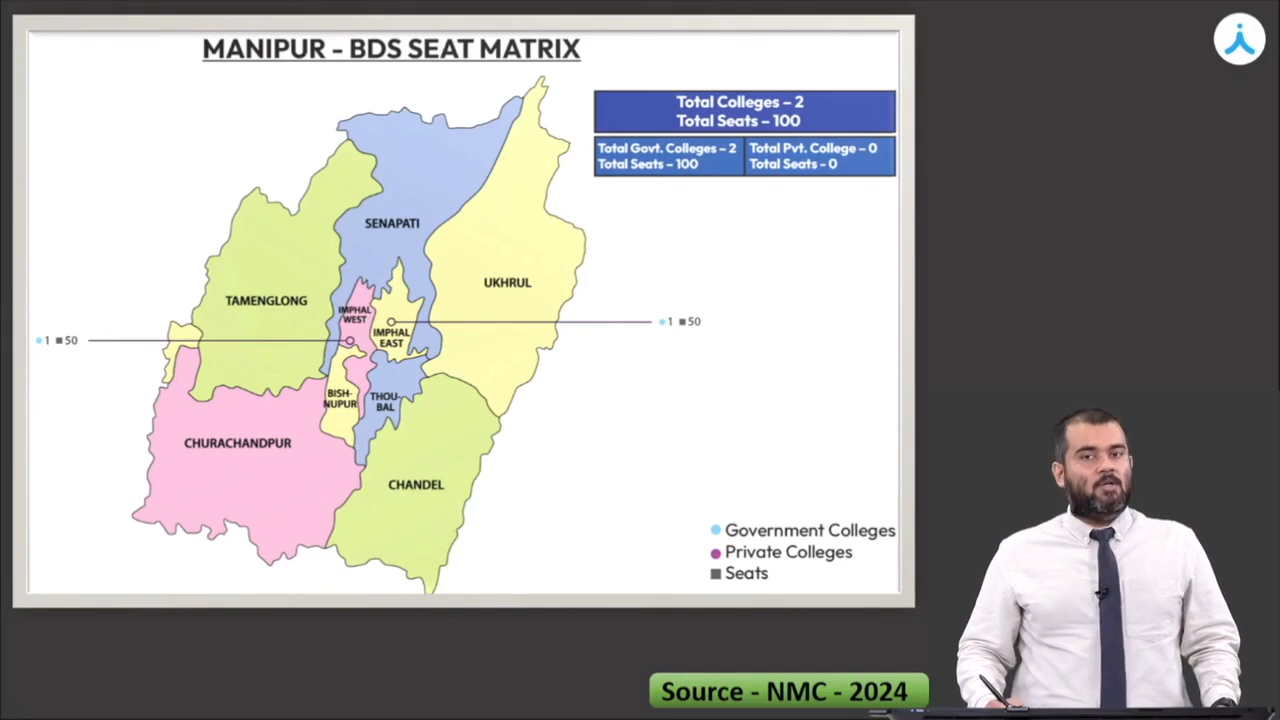 MANIPUR - BDS SEAT MATRIX
Total Colleges – 2
Total Seats – 100
Total Govt. Colleges – 2
Total Seats – 100
Total Pvt. College – 0
Total Seats - 0
SENAPATI
UKHRUL
TAMENGLONG
IMPHAL
WEST
IMPHAL
EAST
1 50
1 50
BISH-
NUPUR
THOU-
BAL
CHURACHANDPUR
CHANDEL
Government Colleges
Private Colleges
Seats
Source - NMC - 2024